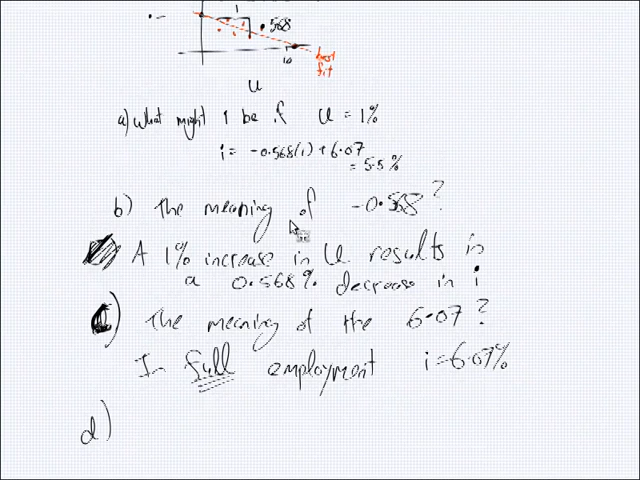 1
0.568
10
best
fit
U
a) What might i be if U = 1%
i = -0.568(1) + 6.07
= 5.5%
b) The meaning of -0.568?
A 1% increase in U results in
a 0.568% decrease in i
) The meaning of the 6.07?
In full employment i = 6.07%
d)